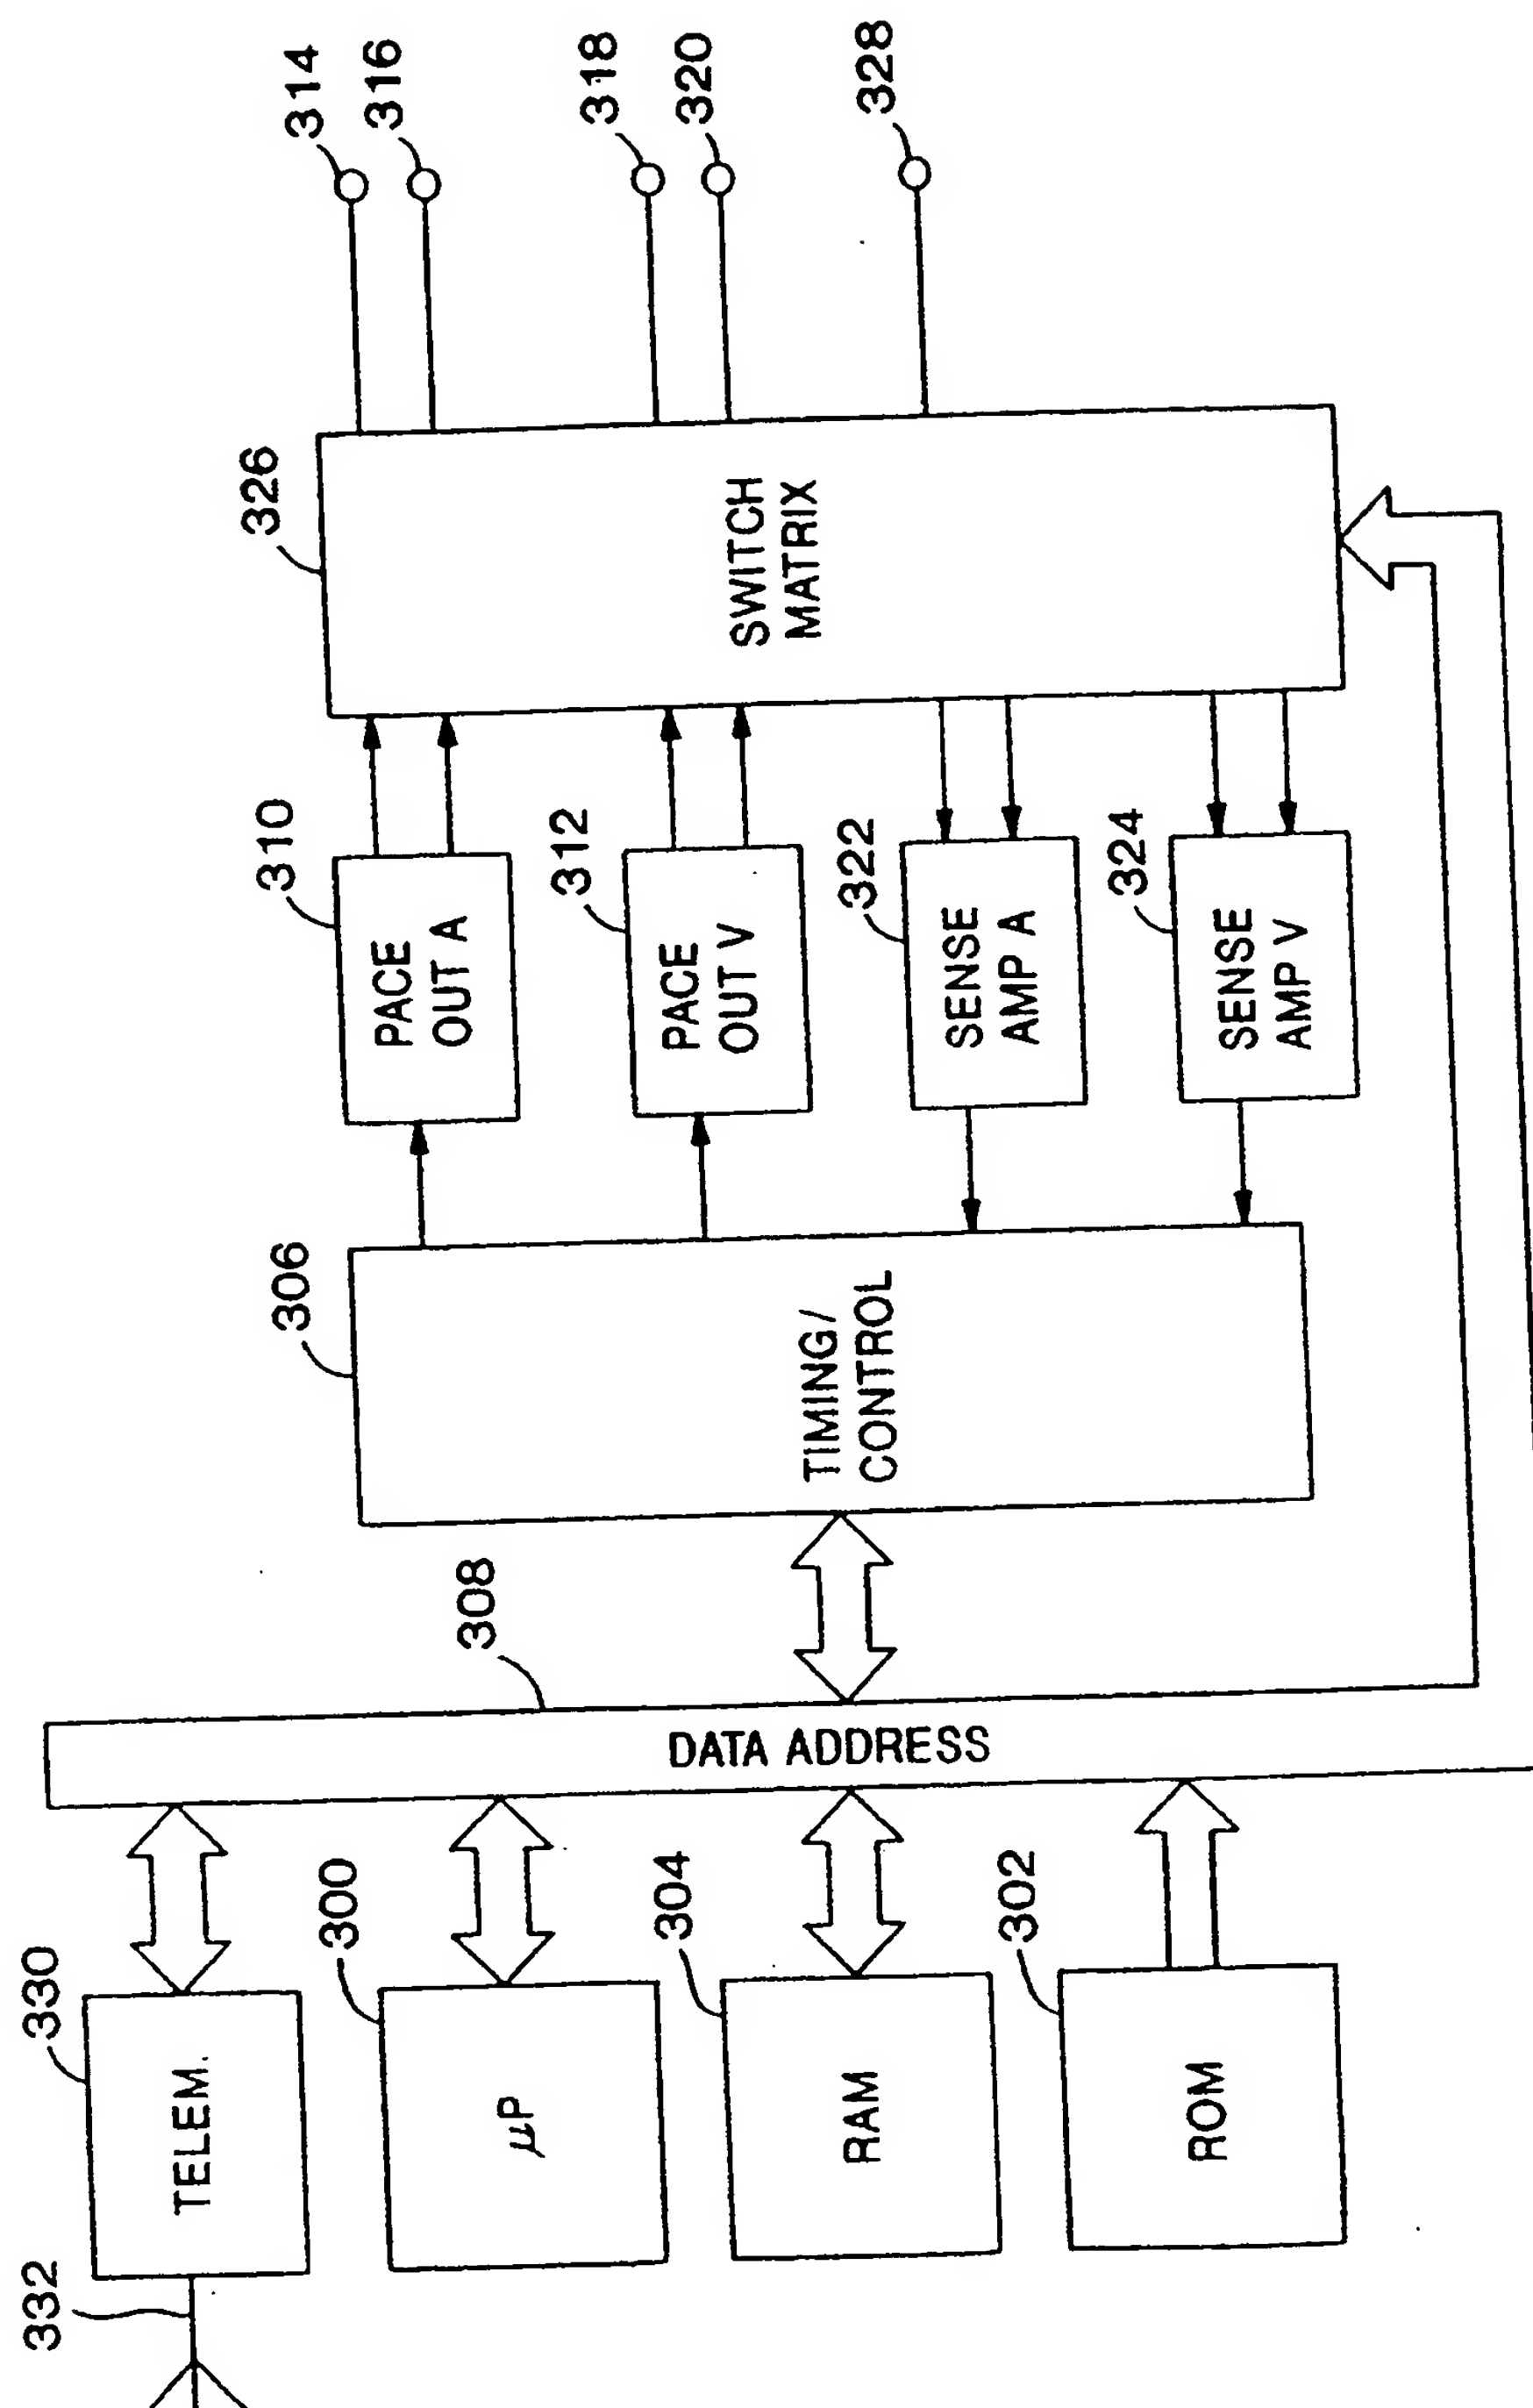 332
330
TELEM.
300
µP
304
RAM
302
ROM
308
DATA ADDRESS
306
TIMING/
CONTROL
310
PACE
OUT A
312
PACE
OUT V
322
SENSE
AMP A
324
SENSE
AMP V
326
SWITCH
MATRIX
314
316
318
320
328